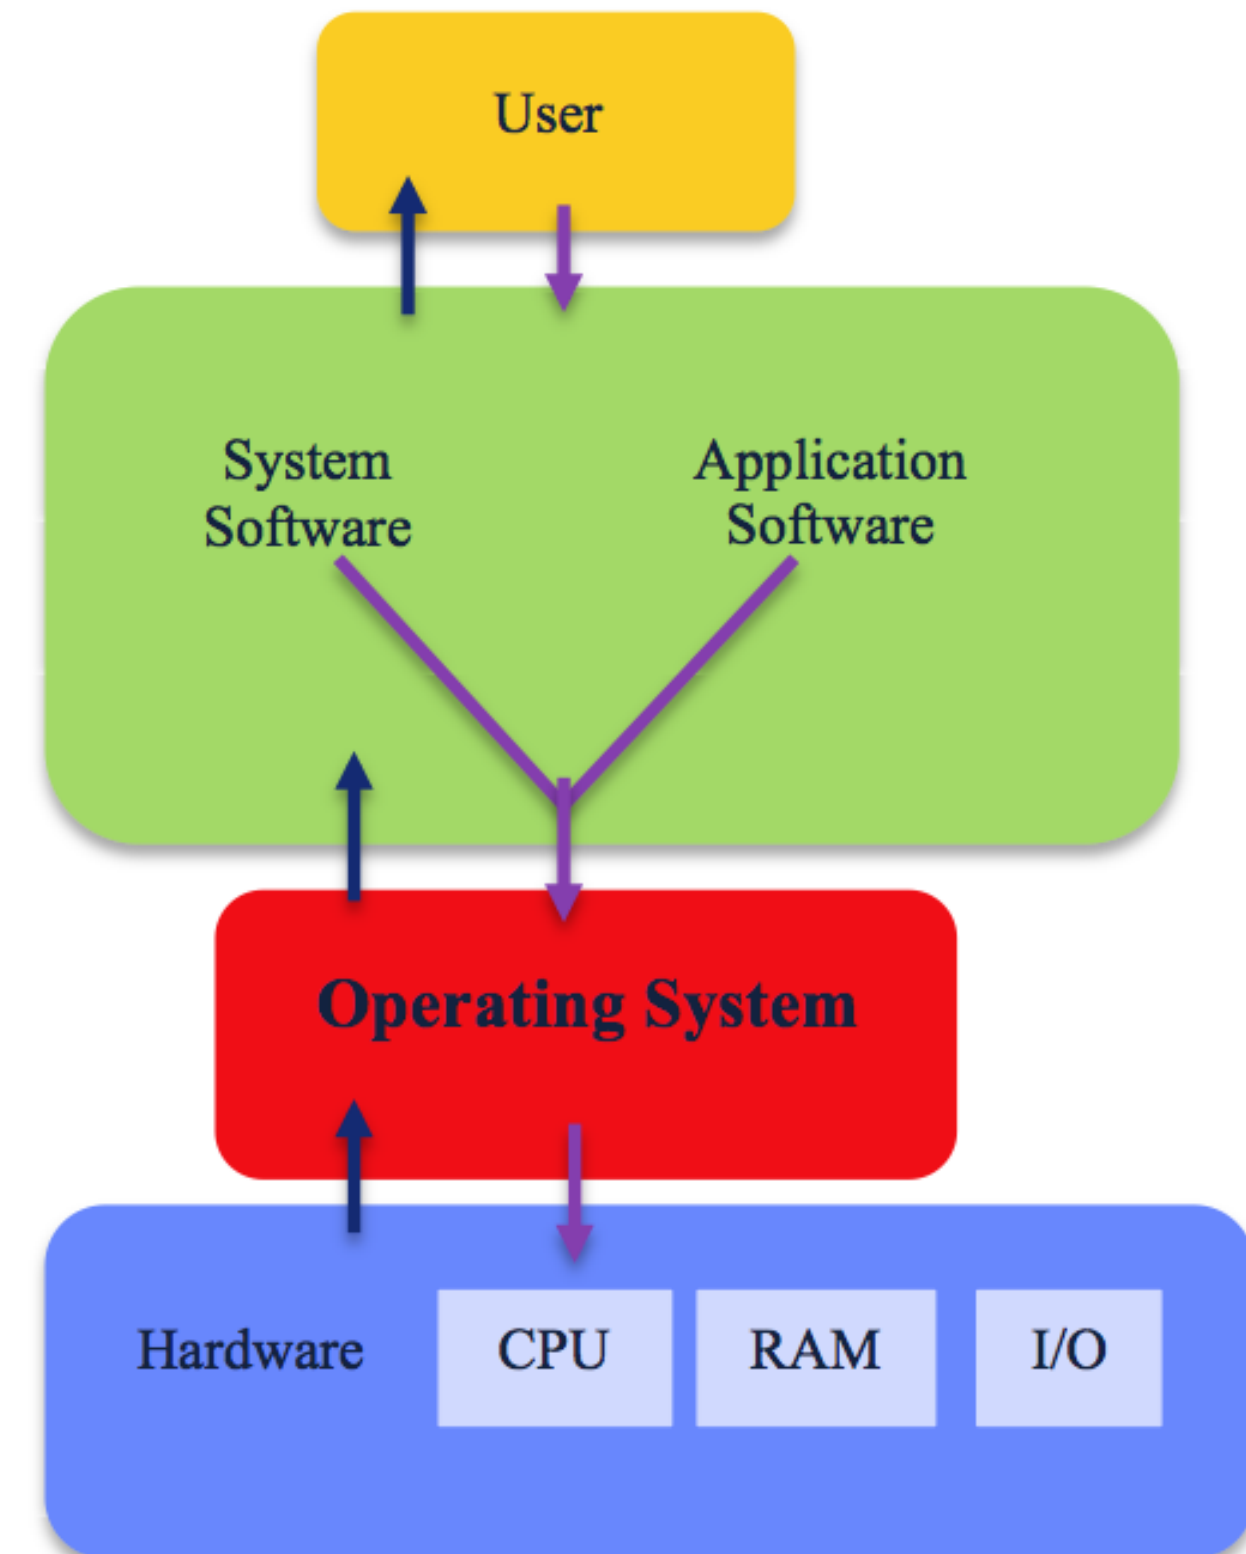 User
System
Software
Application
Software
Operating System
Hardware
CPU
RAM
I/O